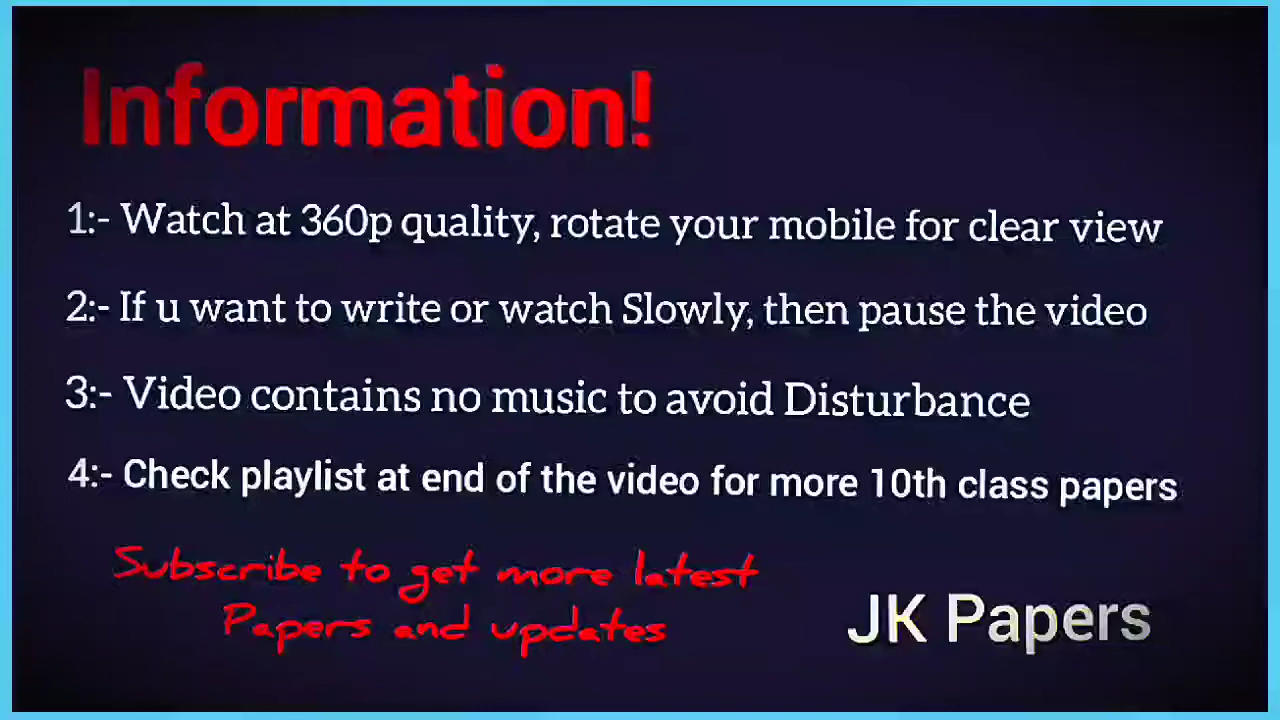 Information!
1:- Watch at 360p quality, rotate your mobile for clear view
2:- If u want to write or watch Slowly, then pause the video
3:- Video contains no music to avoid Disturbance
4:- Check playlist at end of the video for more 10th class papers
Subscribe to get more latest
Papers and updates
JK Papers